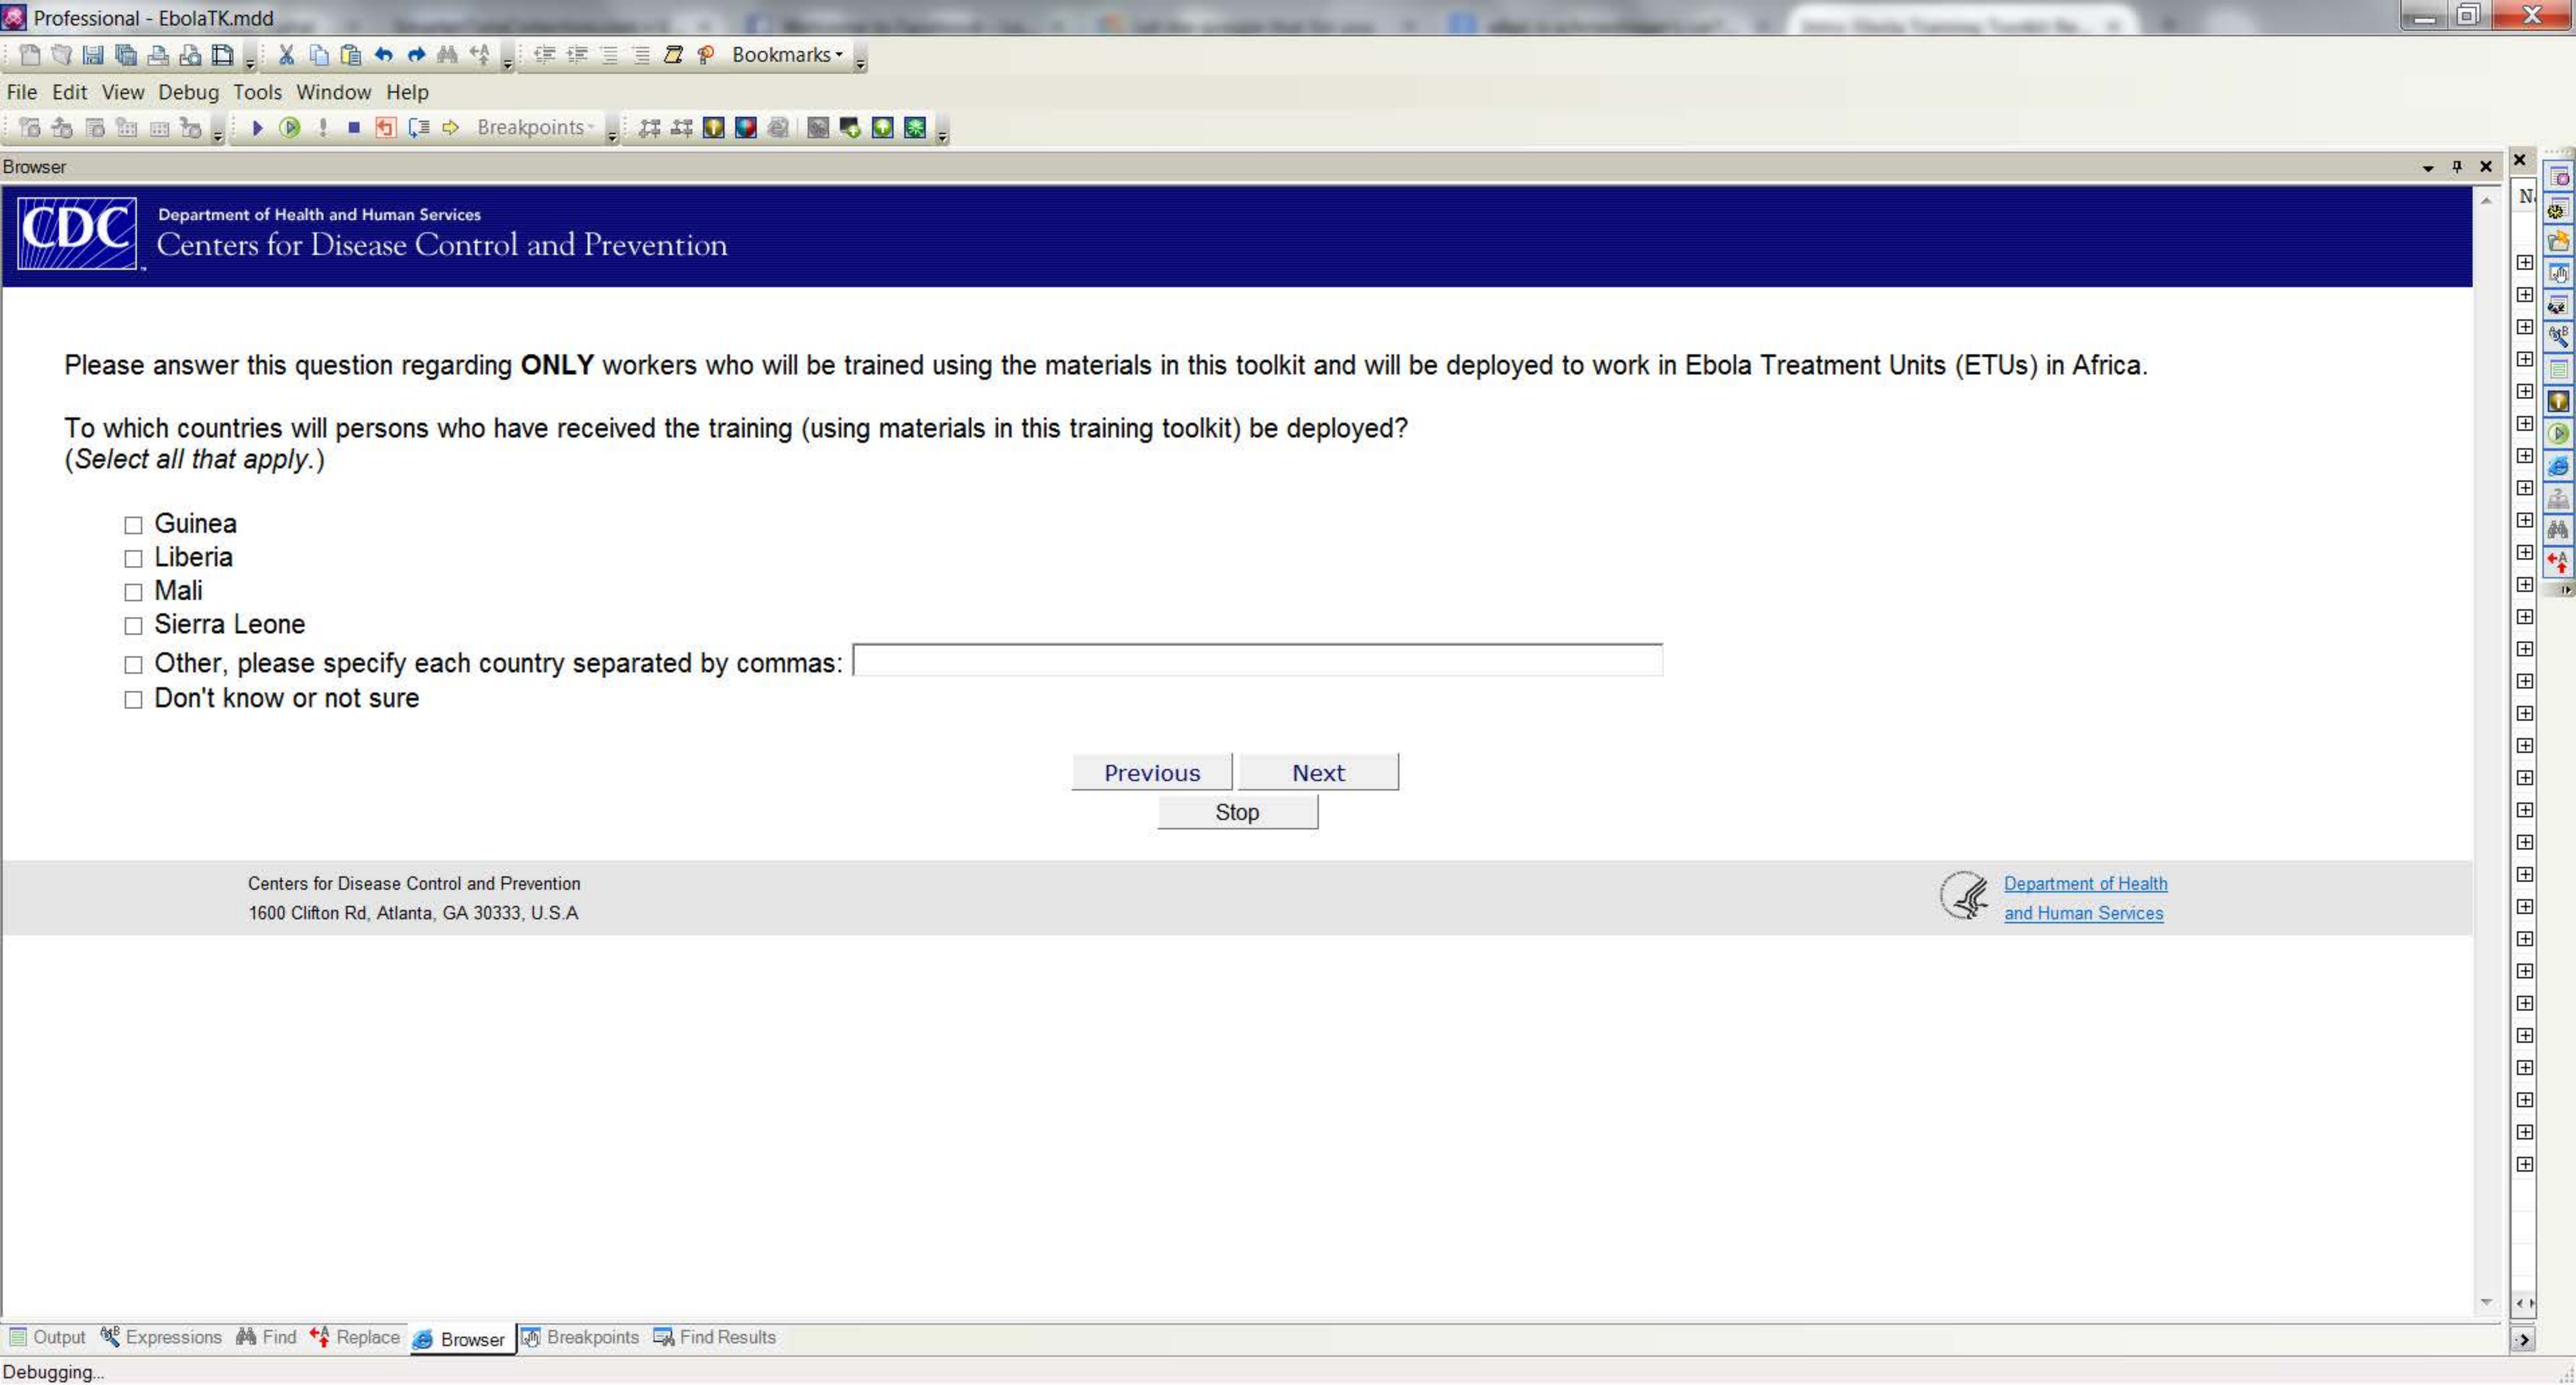 Professional - EbolaTK.mdd
Bookmarks
File Edit View Debug Tools Window Help
Breakpoints
Browser
CDC
Department of Health and Human Services
Centers for Disease Control and Prevention
Please answer this question regarding ONLY workers who will be trained using the materials in this toolkit and will be deployed to work in Ebola Treatment Units (ETUs) in Africa.
To which countries will persons who have received the training (using materials in this training toolkit) be deployed?
(Select all that apply.)
Guinea
Liberia
Mali
Sierra Leone
Other, please specify each country separated by commas:
Don't know or not sure
Previous Next
Stop
Centers for Disease Control and Prevention
1600 Clifton Rd, Atlanta, GA 30333, U.S.A
Department of Health
and Human Services
Output Expressions Find Replace Browser Breakpoints Find Results
Debugging...